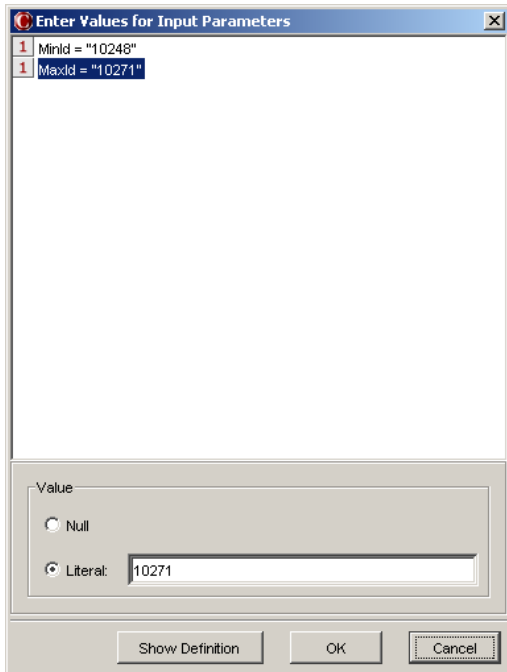 Enter Values for Input Parameters
1 MinId = "10248"
1 MaxId = "10271"
Value
Null
Literal: 10271
Show Definition OK Cancel